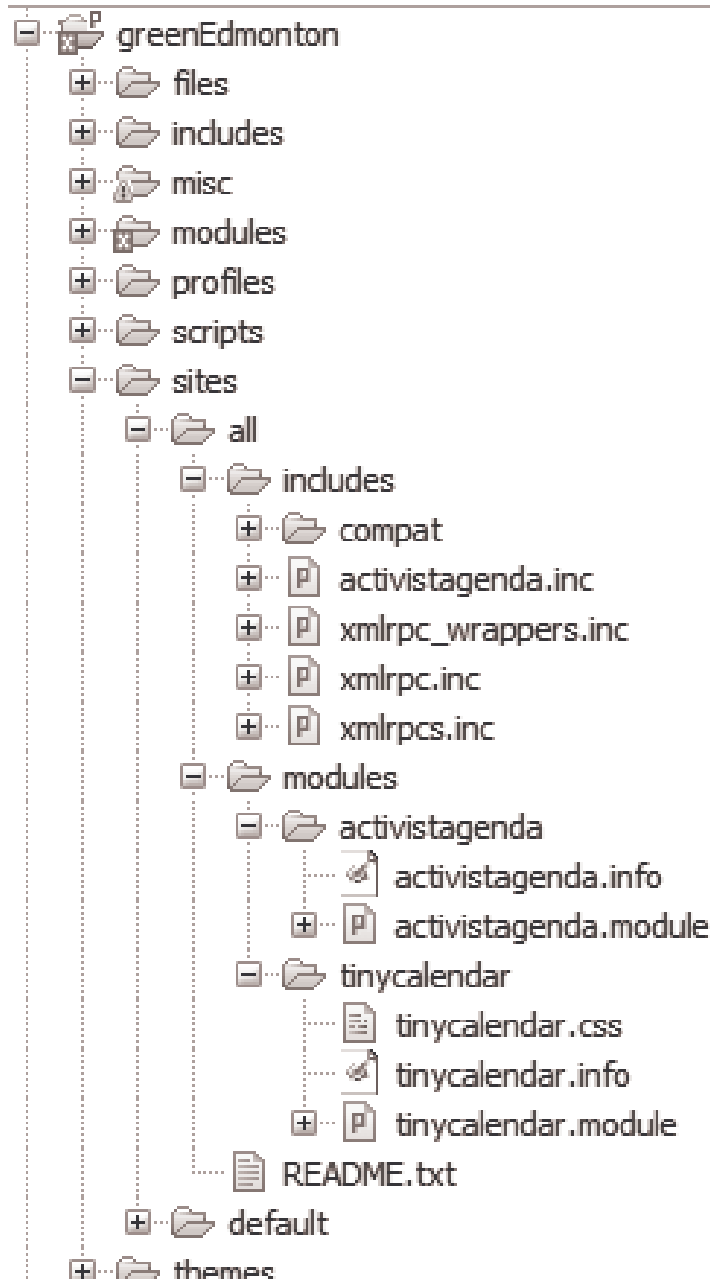 greenEdmonton
files
includes
misc
modules
profiles
scripts
sites
all
includes
compat
activistagenda.inc
xmlrpc_wrappers.inc
xmlrpc.inc
xmlrpcs.inc
modules
activistagenda
activistagenda.info
activistagenda.module
tinycalendar
tinycalendar.css
tinycalendar.info
tinycalendar.module
README.txt
default
themes